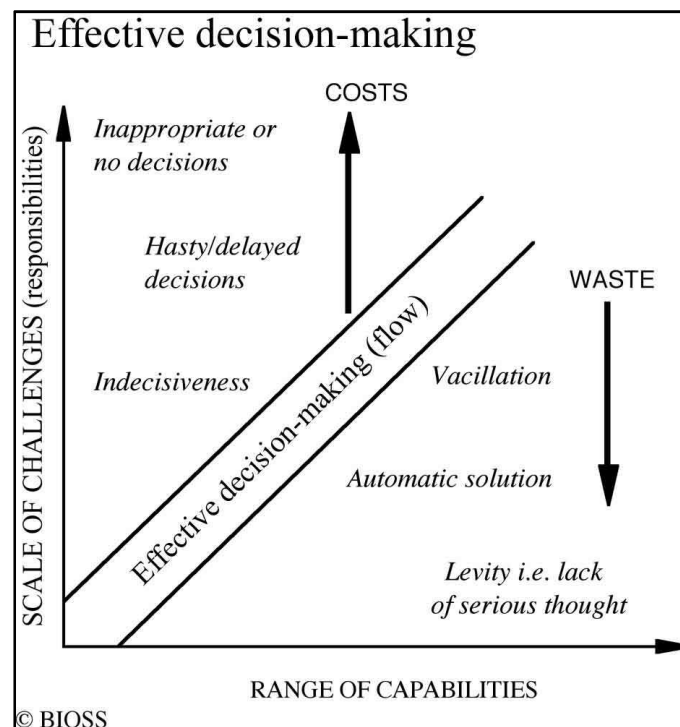 Effective decision-making
COSTS
Inappropriate or
no decisions
Hasty/delayed
decisions
WASTE
Indecisiveness
Vacillation
Effective decision-making (flow)
Automatic solution
Levity i.e. lack
of serious thought
SCALE OF CHALLENGES (responsibilities)
RANGE OF CAPABILITIES
© BIOSS